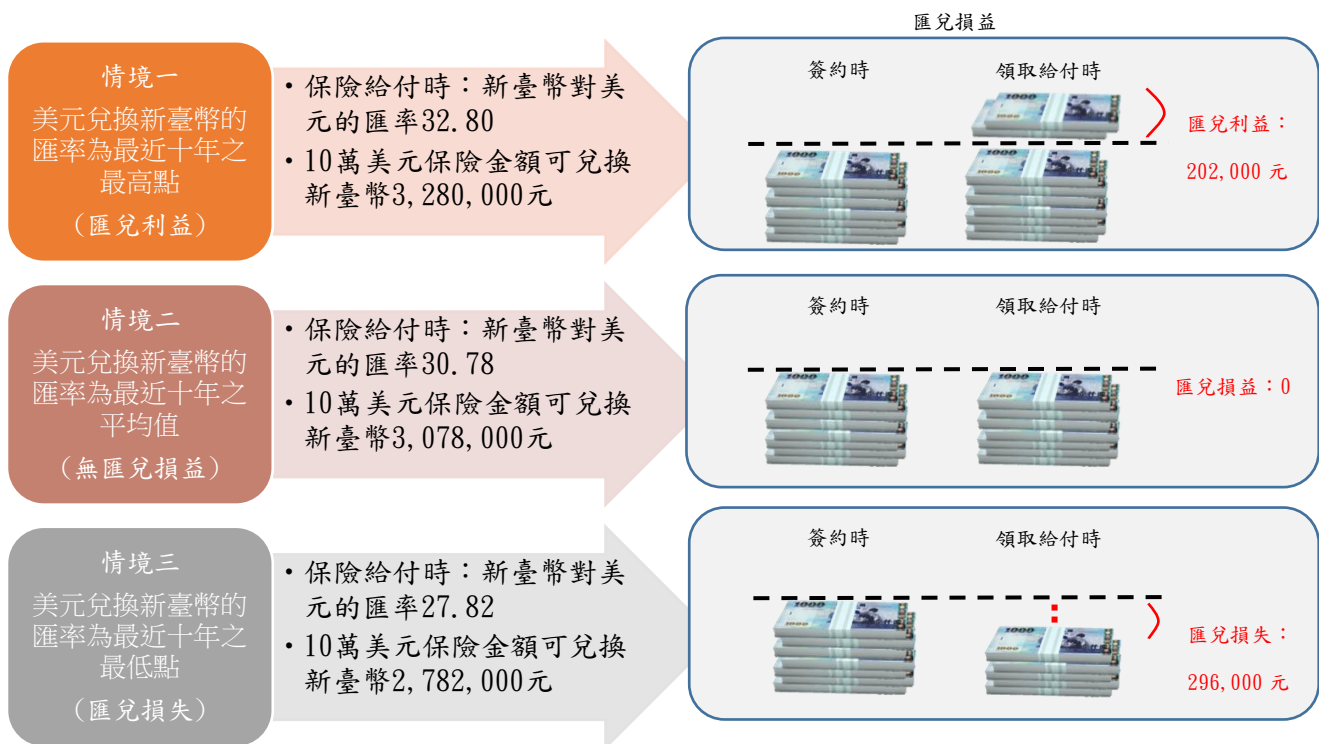 匯兌損益
情境一
美元兌換新臺幣的
匯率為最近十年之
最高點
(匯兌利益)
•保險給付時:新臺幣對美
元的匯率32.80
•10萬美元保險金額可兌換
新臺幣3,280,000元
簽約時
領取給付時
匯兌利益:
202,000 元
情境二
美元兌換新臺幣的
匯率為最近十年之
平均值
(無匯兌損益)
•保險給付時:新臺幣對美
元的匯率30.78
•10萬美元保險金額可兌換
新臺幣3,078,000元
簽約時
領取給付時
匯兌損益:0
情境三
美元兌換新臺幣的
匯率為最近十年之
最低點
(匯兌損失)
•保險給付時:新臺幣對美
元的匯率27.82
•10萬美元保險金額可兌換
新臺幣2,782,000元
簽約時
領取給付時
匯兌損失:
296,000 元